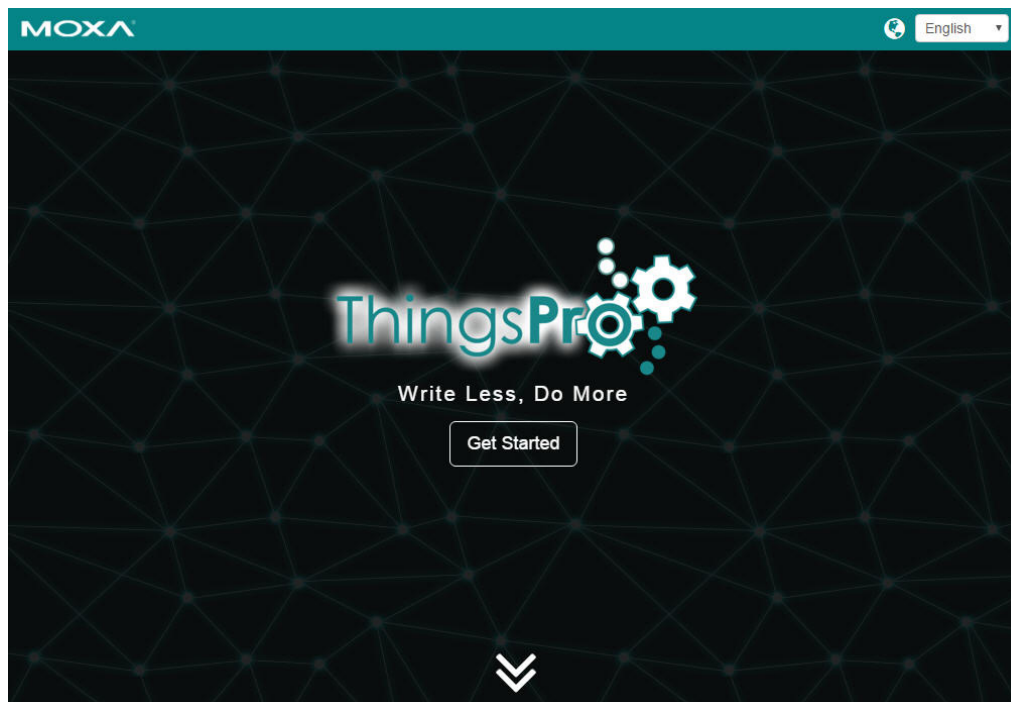 MOXA
English
ThingsPro
Write Less, Do More
Get Started